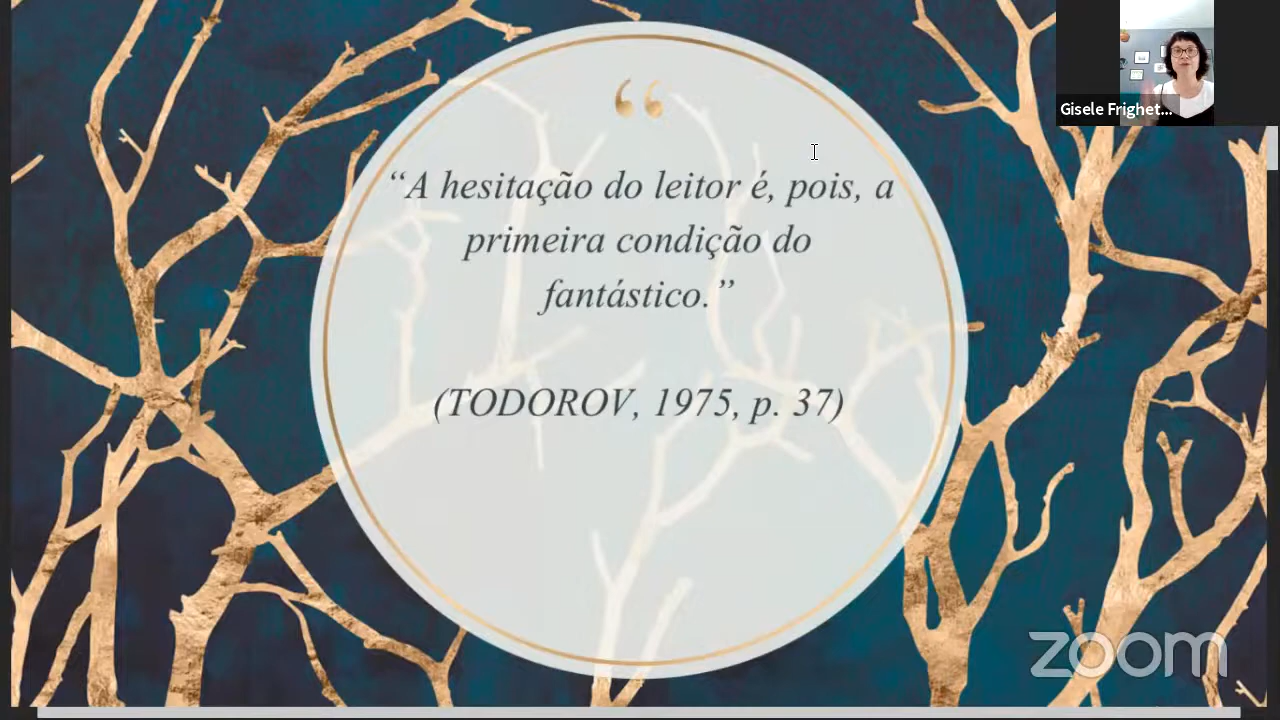 “A hesitação do leitor é, pois, a
primeira condição do
fantástico.”
(TODOROV, 1975, p. 37)
Gisele Frighet...
zoom